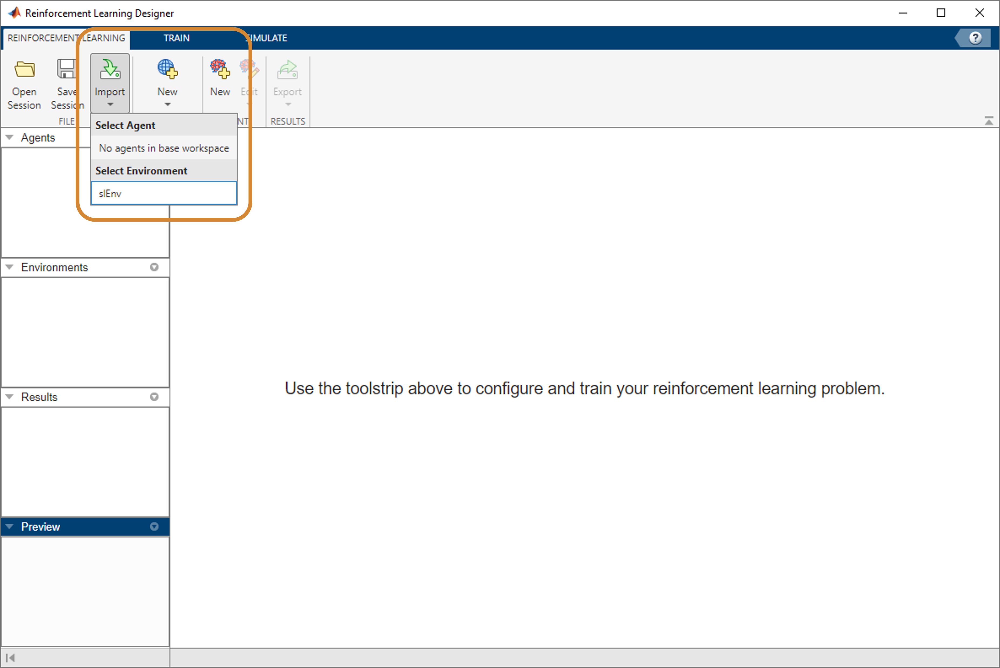 Reinforcement Learning Designer
REINFORCEMENT LEARNING TRAIN SIMULATE
Open Session
Save Session
Import
New
New
Edit
Export
FILE
NT
RESULTS
Select Agent
No agents in base workspace
Select Environment
slEnv
Agents
Environments
Results
Preview
Use the toolstrip above to configure and train your reinforcement learning problem.